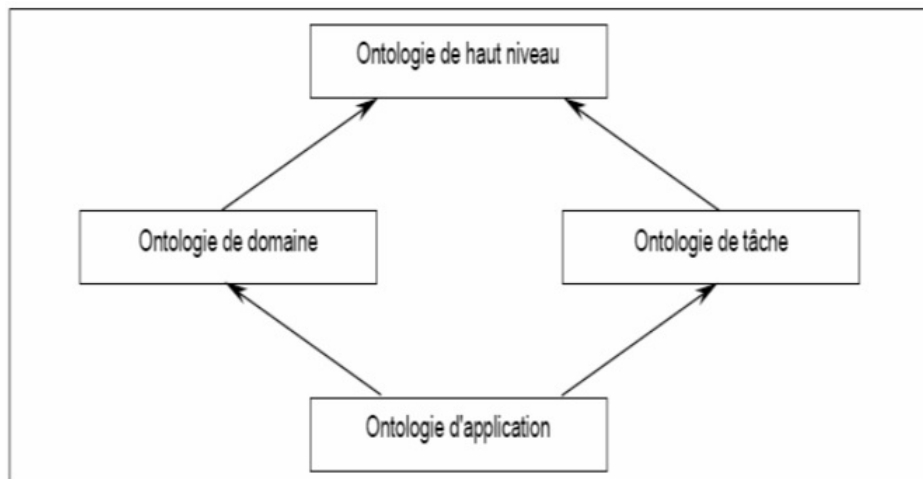 Ontologie de haut niveau
Ontologie de domaine
Ontologie de tâche
Ontologie d'application